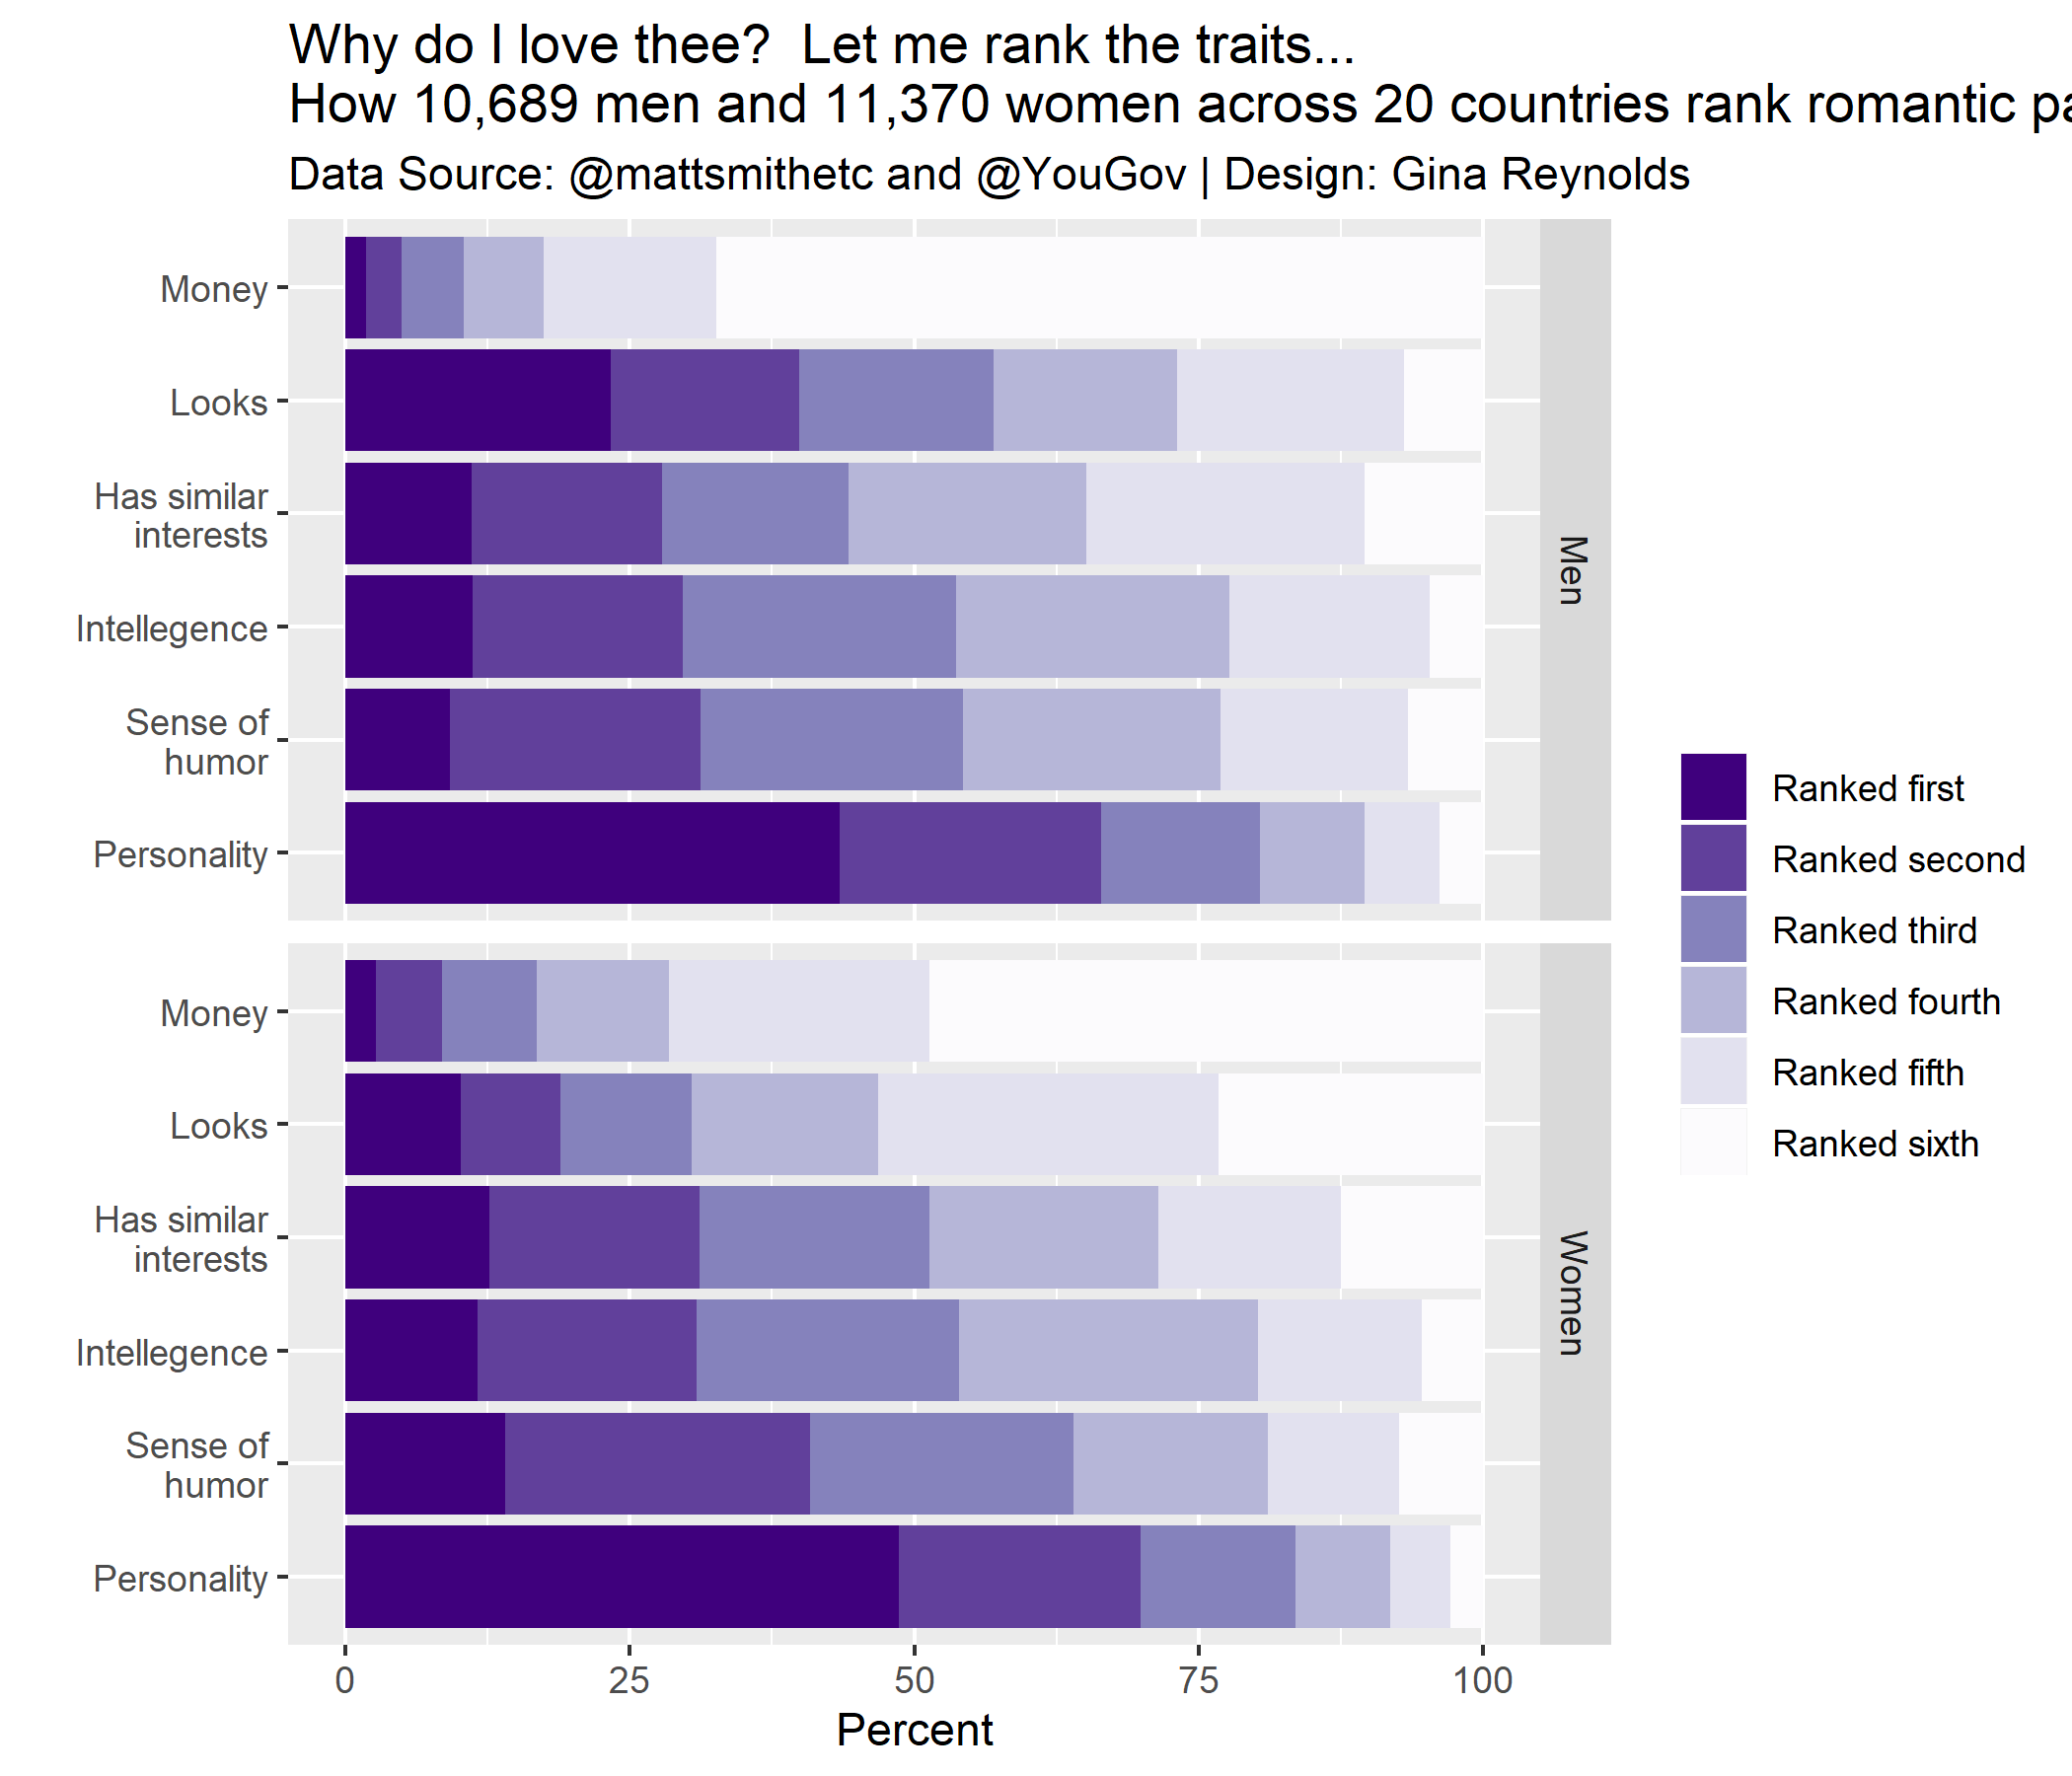 Why do I love thee?  Let me rank the traits...
How 10,689 men and 11,370 women across 20 countries rank romantic pa
Data Source: @mattsmithetc and @YouGov | Design: Gina Reynolds
Money
Looks
Has similar
interests
Intellegence
Sense of
humor
Personality
Men
Money
Looks
Has similar
interests
Intellegence
Sense of
humor
Personality
Women
0 25 50 75 100
Percent
Ranked first
Ranked second
Ranked third
Ranked fourth
Ranked fifth
Ranked sixth